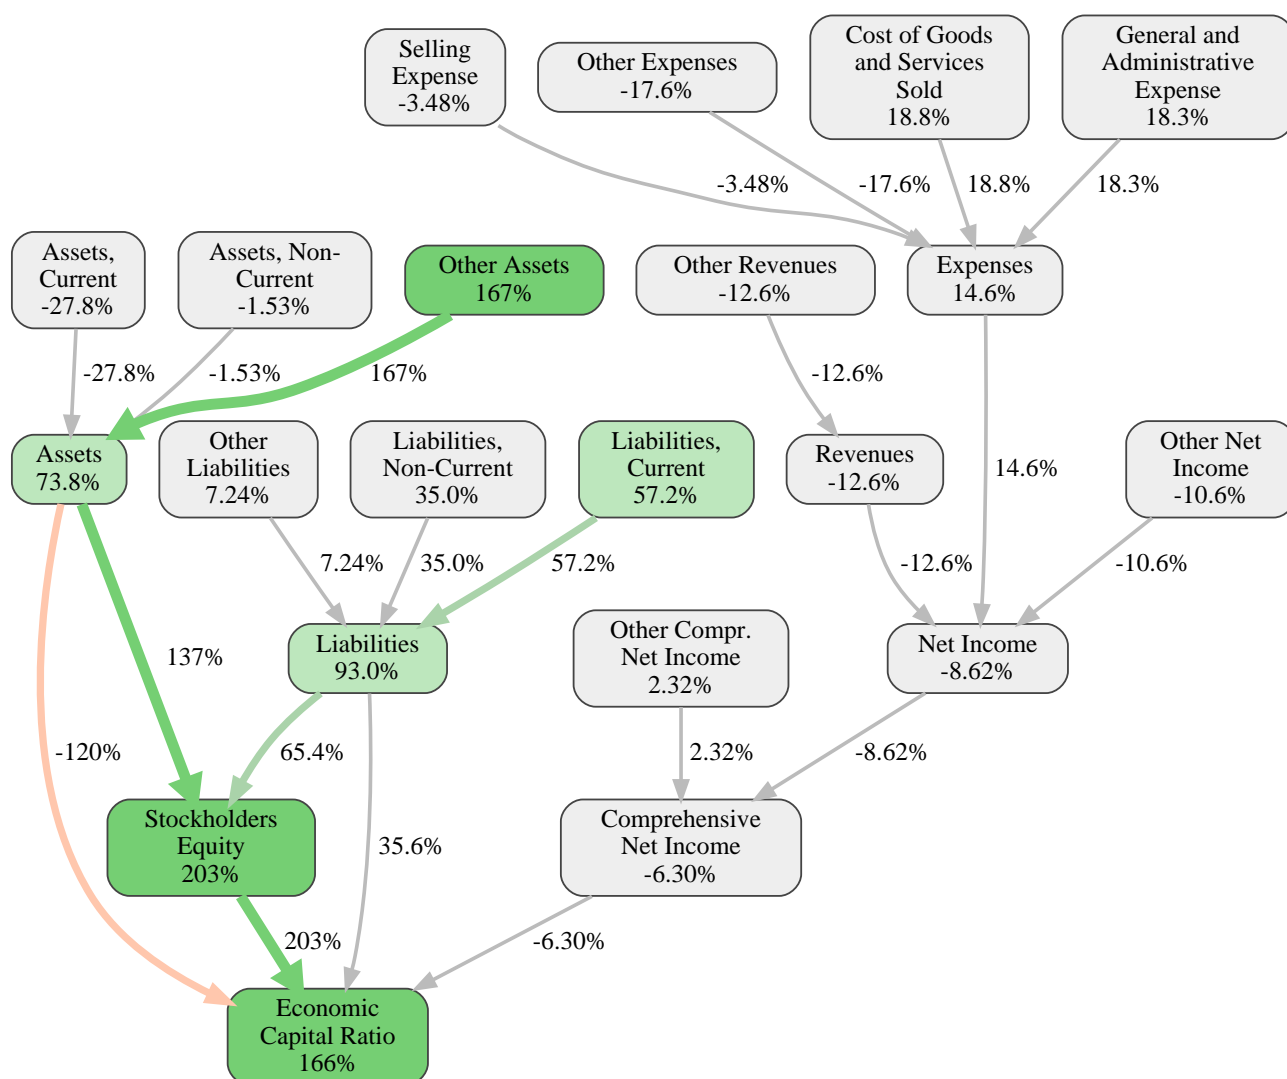 Selling
Expense
-3.48%
Other Expenses
-17.6%
Cost of Goods
and Services
Sold
18.8%
General and
Administrative
Expense
18.3%
-3.48%
-17.6%
18.8%
18.3%
Assets,
Current
-27.8%
Assets, Non-
Current
-1.53%
Other Assets
167%
Other Revenues
-12.6%
Expenses
14.6%
-27.8%
-1.53%
167%
-12.6%
Assets
73.8%
Other
Liabilities
7.24%
Liabilities,
Non-Current
35.0%
Liabilities,
Current
57.2%
Revenues
-12.6%
14.6%
Other Net
Income
-10.6%
7.24%
35.0%
57.2%
-12.6%
-10.6%
137%
Liabilities
93.0%
Other Compr.
Net Income
2.32%
Net Income
-8.62%
-120%
65.4%
2.32%
-8.62%
Stockholders
Equity
203%
35.6%
Comprehensive
Net Income
-6.30%
203%
-6.30%
Economic
Capital Ratio
166%